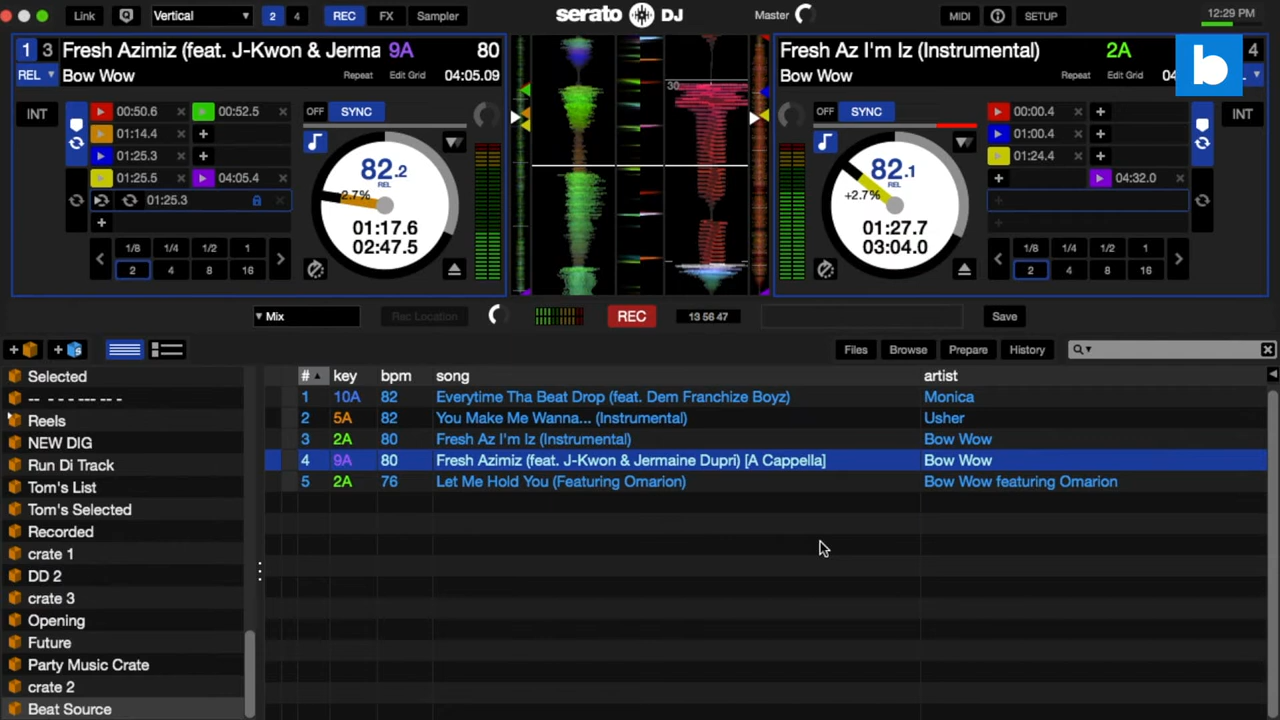 Link
Vertical
2 4
REC
FX
Sampler
serato DJ
Master
MIDI
SETUP
12:29 PM
1 3
Fresh Azimiz (feat. J-Kwon & Jerma
9A
80
REL
Bow Wow
Repeat
Edit Grid
04:05.09
INT
00:50.6
00:52.5
01:14.4
01:25.3
01:25.5
04:05.4
01:25.3
1/8 1/4 1/2 1
2 4 8 16
OFF
SYNC
82.2
REL
-2.7%
01:17.6
02:47.5
30
Fresh Az I'm Iz (Instrumental)
2A
4
Bow Wow
Repeat
Edit Grid
b
INT
OFF
SYNC
82.1
REL
+2.7%
01:27.7
03:04.0
00:00.4
01:00.4
01:24.4
04:32.0
1/8 1/4 1/2 1
2 4 8 16
Mix
Rec Location
REC
13 56 47
Save
Files
Browse
Prepare
History
Selected
-- - - - --- -- -
Reels
NEW DIG
Run Di Track
Tom's List
Tom's Selected
Recorded
crate 1
DD 2
crate 3
Opening
Future
Party Music Crate
crate 2
Beat Source
# key bpm song artist
1 10A 82 Everytime Tha Beat Drop (feat. Dem Franchize Boyz) Monica
2 5A 82 You Make Me Wanna... (Instrumental) Usher
3 2A 80 Fresh Az I'm Iz (Instrumental) Bow Wow
4 9A 80 Fresh Azimiz (feat. J-Kwon & Jermaine Dupri) [A Cappella] Bow Wow
5 2A 76 Let Me Hold You (Featuring Omarion) Bow Wow featuring Omarion